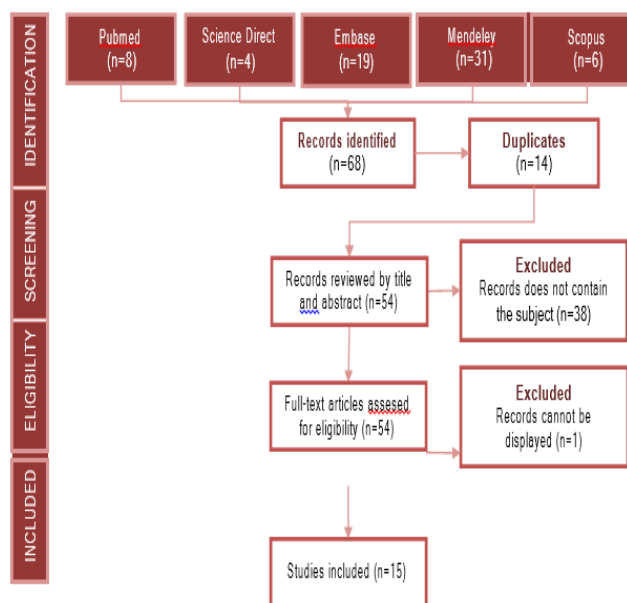 Pubmed
(n=8)
Science Direct
(n=4)
Embase
(n=19)
Mendeley
(n=31)
Scopus
(n=6)
IDENTIFICATION
Records identified
(n=68)
Duplicates
(n=14)
SCREENING
Records reviewed by title
and abstract (n=54)
Excluded
Records does not contain
the subject (n=38)
ELIGIBILITY
Full-text articles assesed
for eligibility (n=54)
Excluded
Records cannot be
displayed (n=1)
INCLUDED
Studies included (n=15)